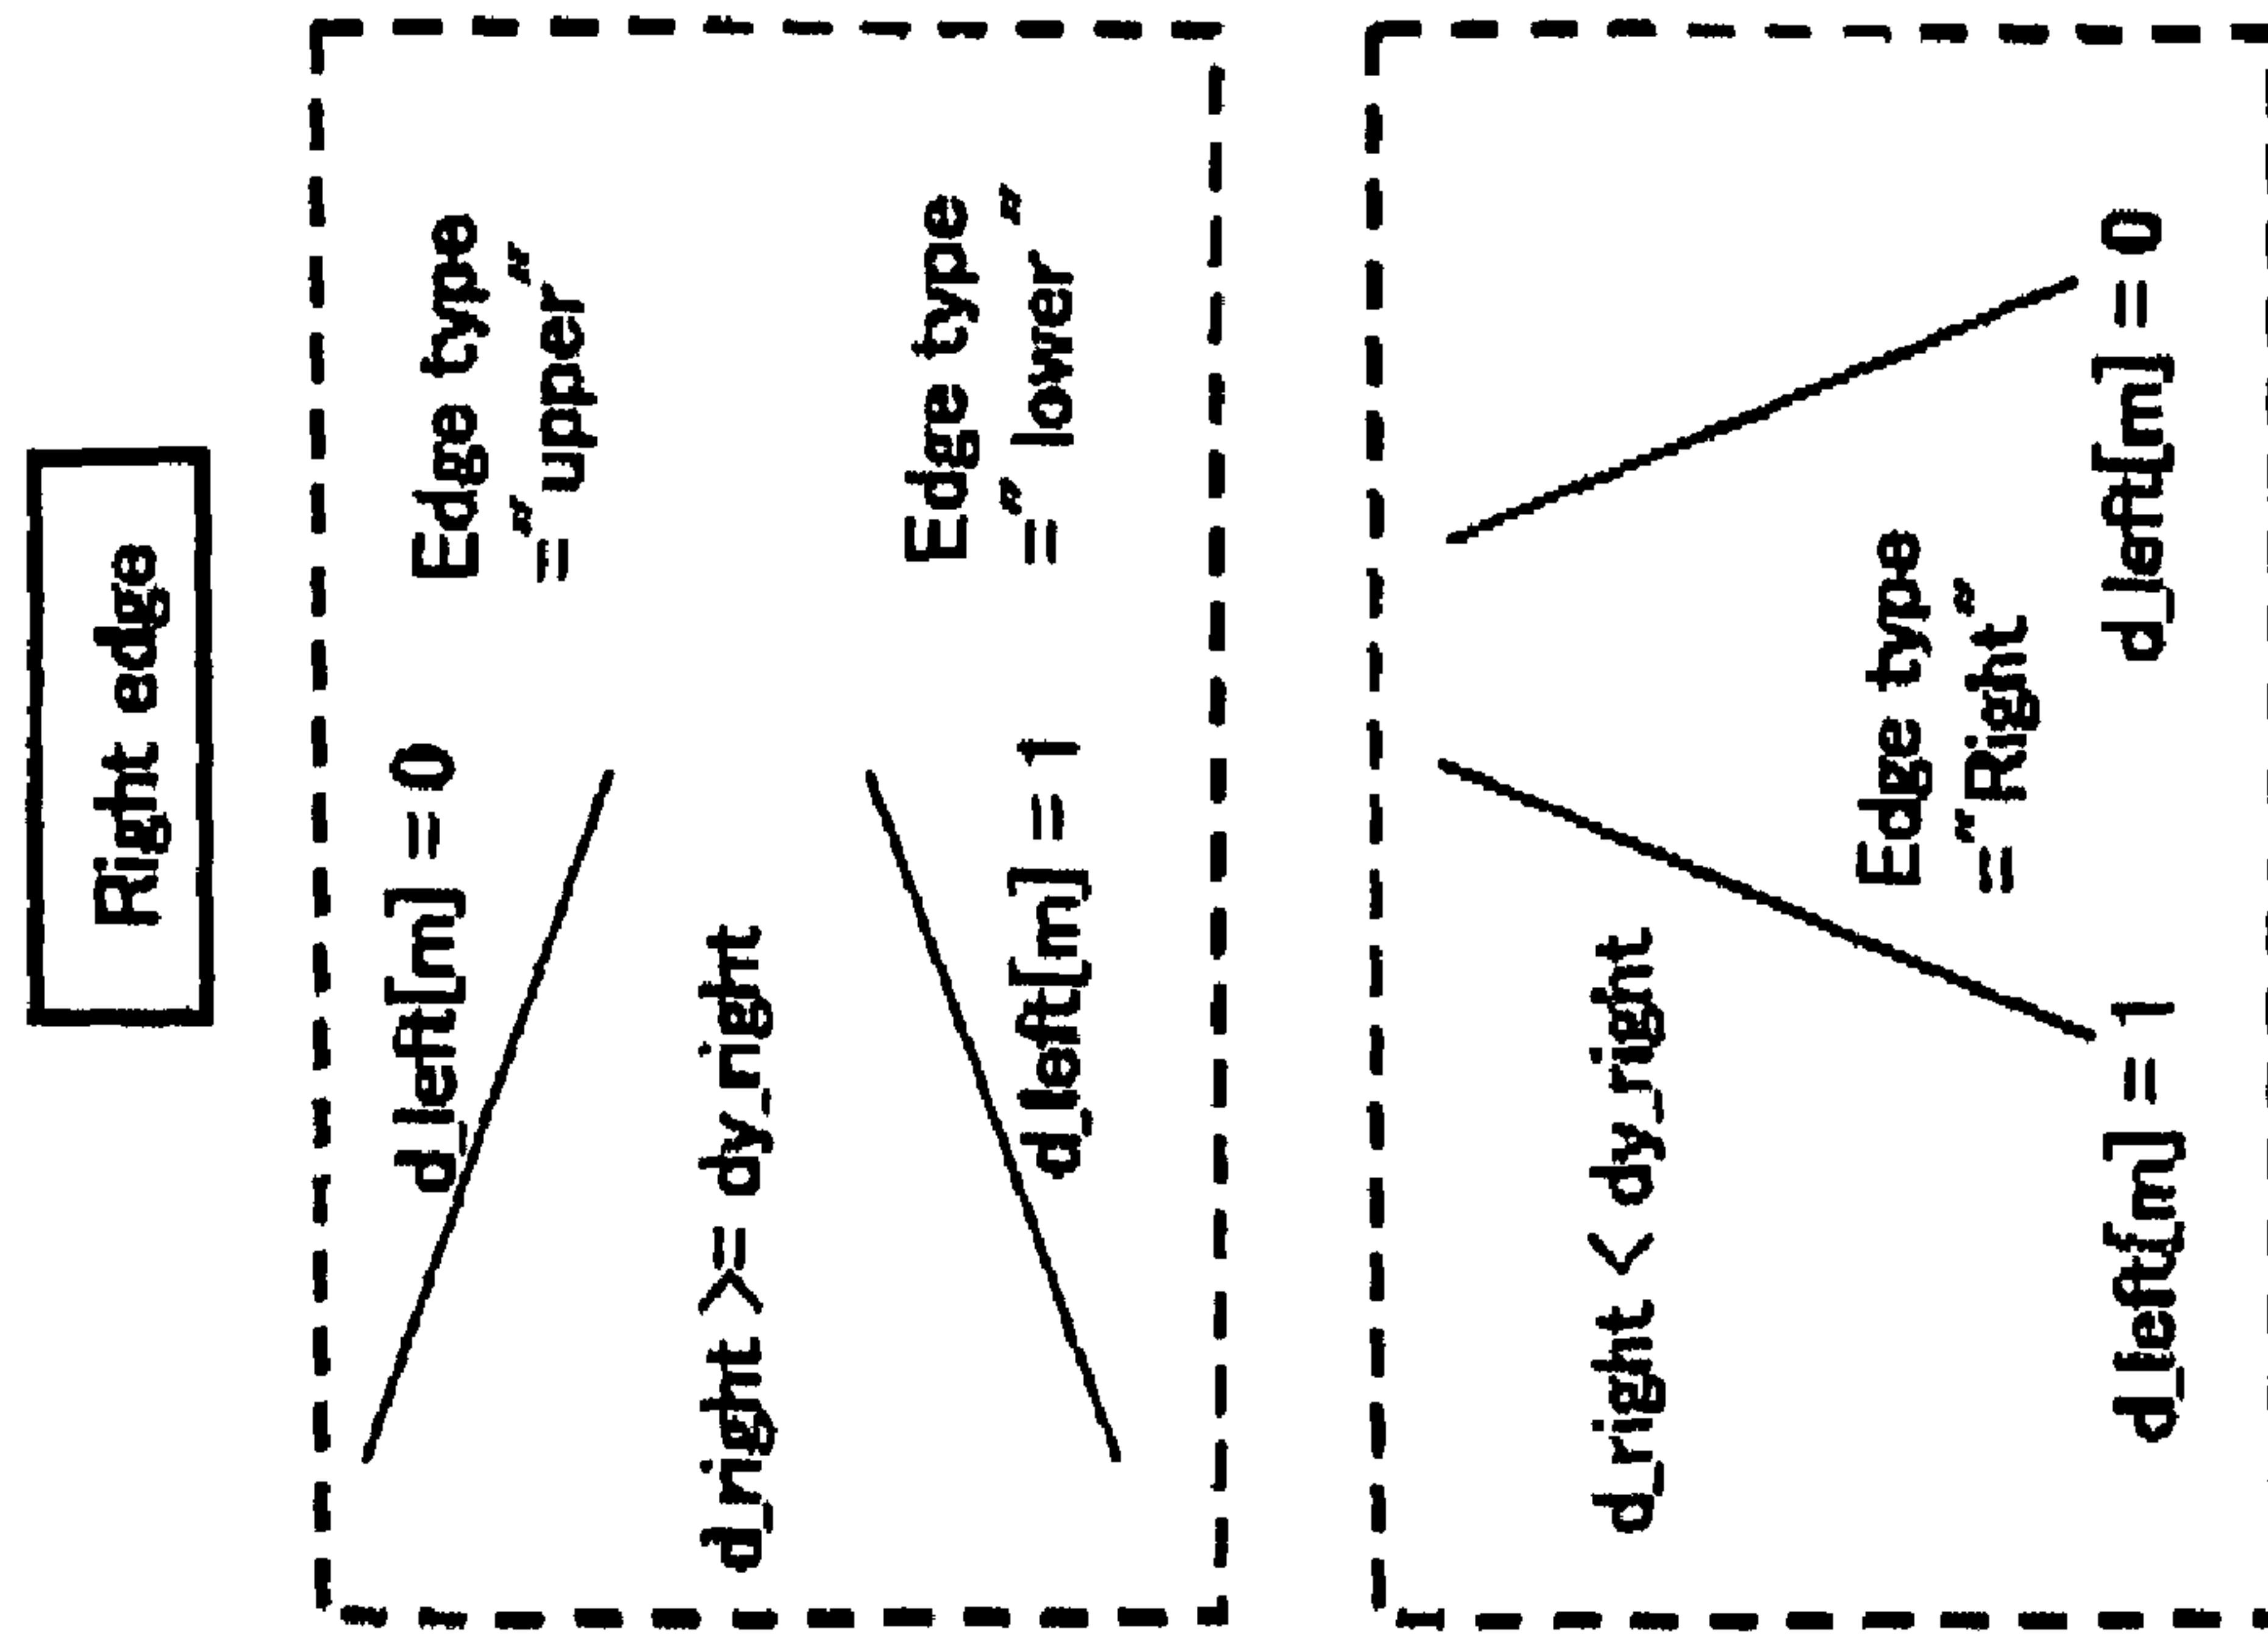 Right edge
d_left[m] = 0
Edge type
= "upper"
d_right >= dy_right
Edge type
= "lower"
d_left[m] = 1
d_right < dy_right
Edge type
= "Right"
d_left[m] = 1
d_left[m] = 0